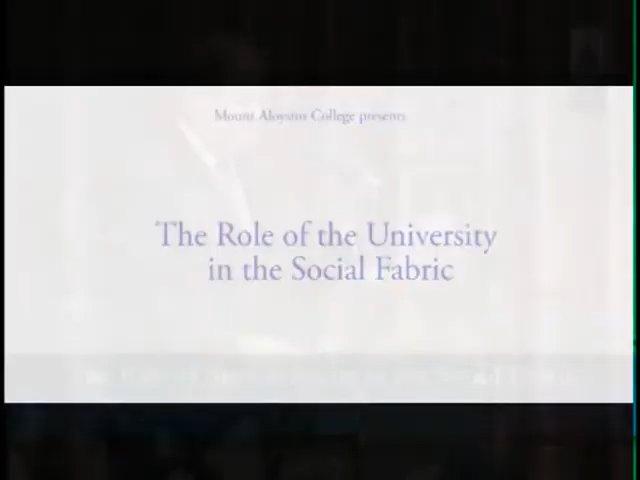 Mount Aloysius College presents
The Role of the University
in the Social Fabric